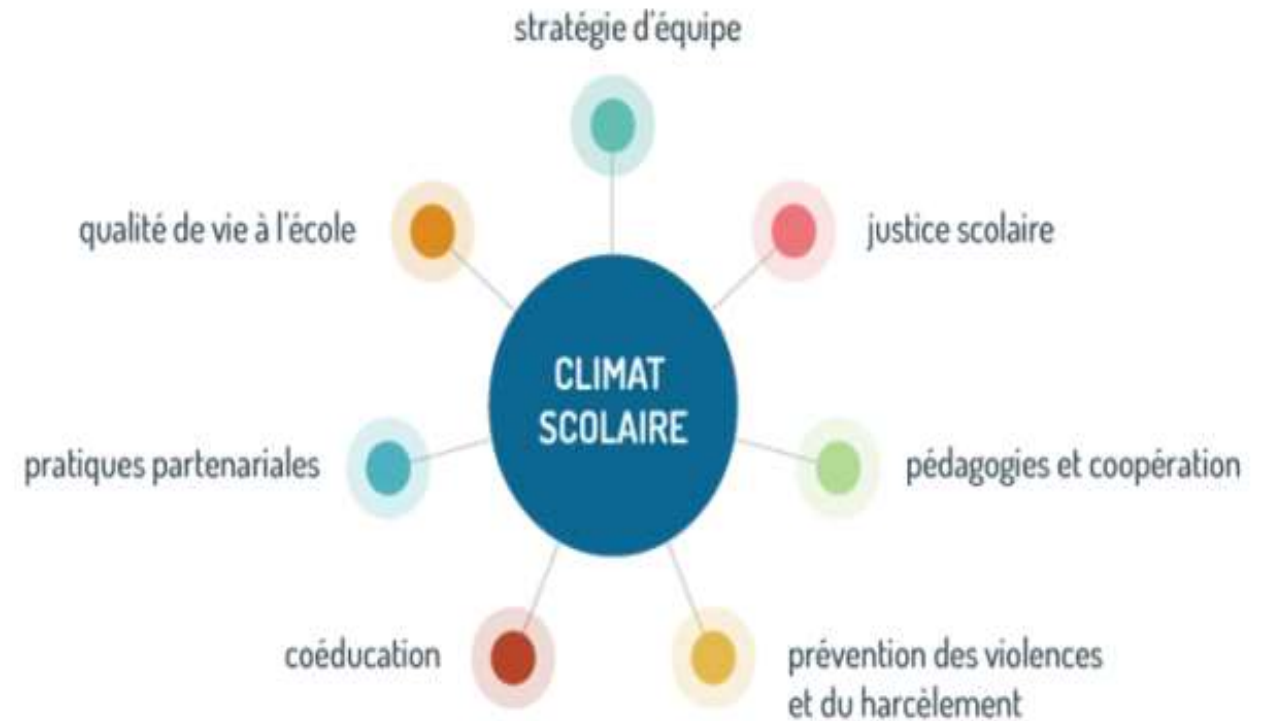 stratégie d'équipe
qualité de vie à l'école
justice scolaire
CLIMAT
SCOLAIRE
pratiques partenariales
pédagogies et coopération
coéducation
prévention des violences
et du harcèlement